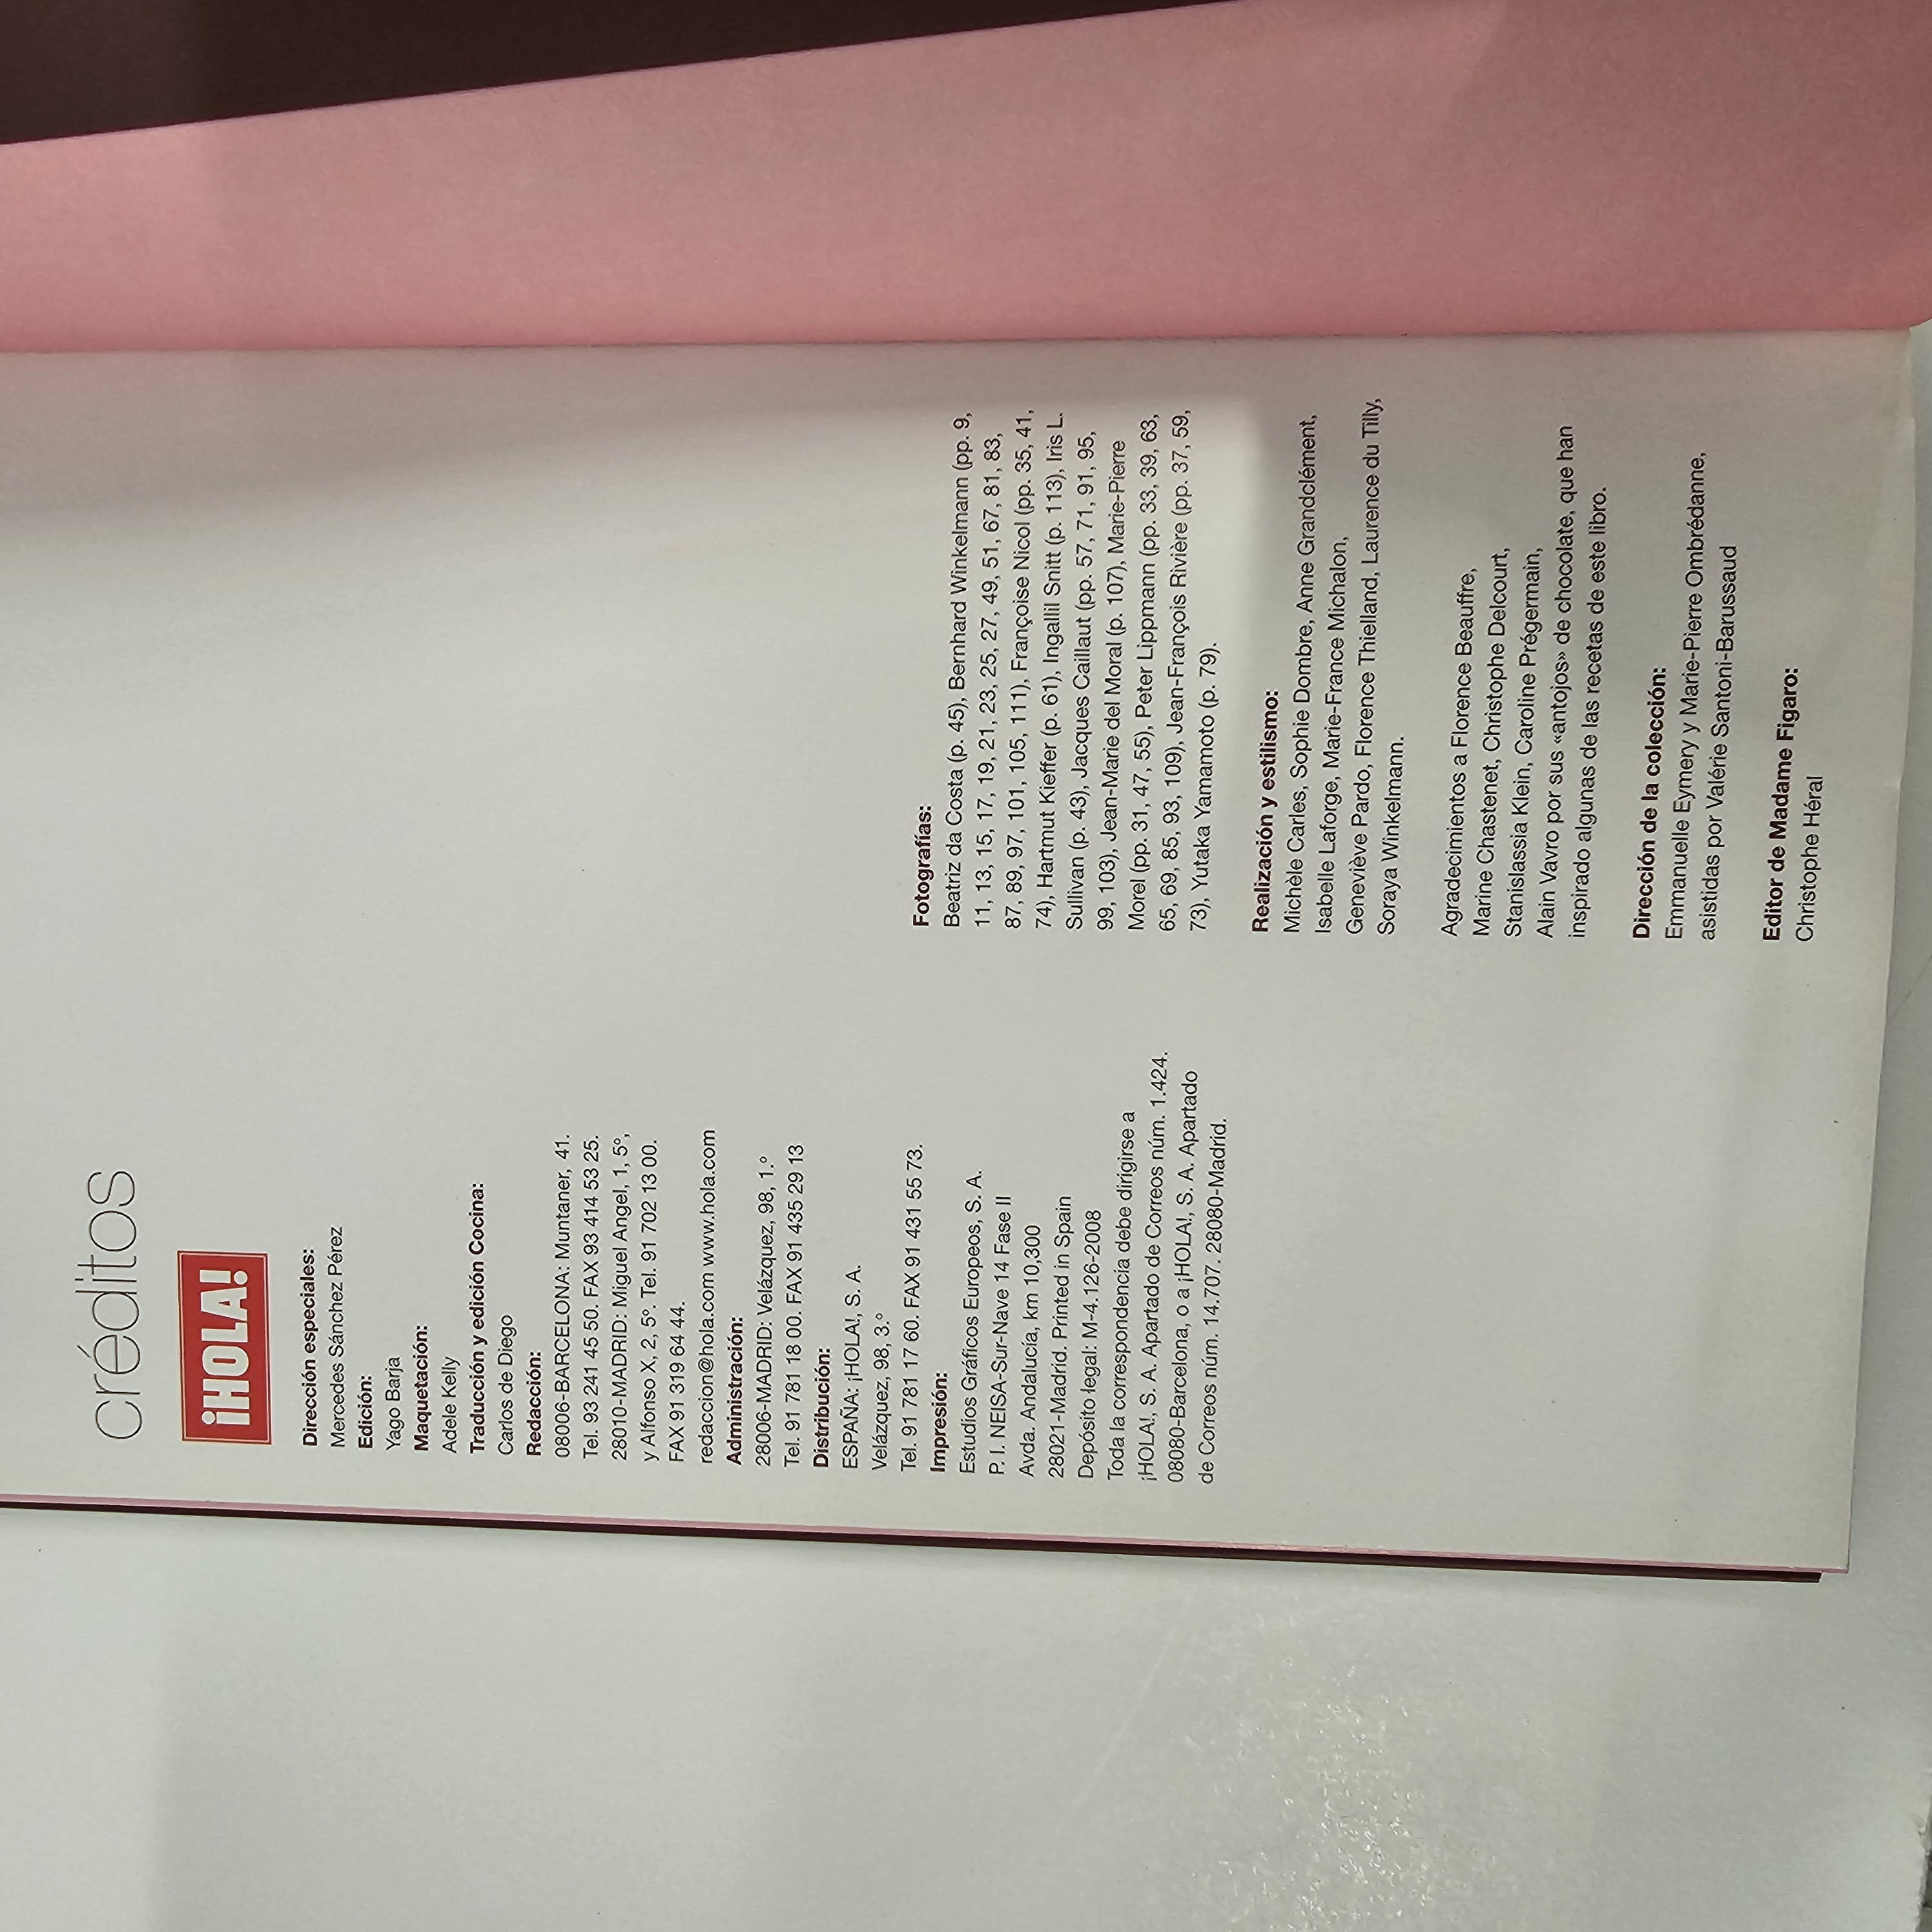 créditos
¡HOLA!
Dirección especiales:
Mercedes Sánchez Pérez
Edición:
Yago Barja
Maquetación:
Adele Kelly
Traducción y edición Cocina:
Carlos de Diego
Redacción:
08006-BARCELONA: Muntaner, 41.
Tel. 93 241 45 50. FAX 93 414 53 25.
28010-MADRID: Miguel Angel, 1, 5º,
y Alfonso X, 2, 5º. Tel. 91 702 13 00.
FAX 91 319 64 44.
redaccion@hola.com www.hola.com
Administración:
28006-MADRID: Velázquez, 98, 1.º
Tel. 91 781 18 00. FAX 91 435 29 13
Distribución:
ESPAÑA: ¡HOLA!, S. A.
Velázquez, 98, 3.º
Tel. 91 781 17 60. FAX 91 431 55 73.
Impresión:
Estudios Gráficos Europeos, S. A.
P. I. NEISA-Sur-Nave 14 Fase II
Avda. Andalucía, km 10,300
28021-Madrid. Printed in Spain
Depósito legal: M-4.126-2008
Toda la correspondencia debe dirigirse a
¡HOLA!, S. A. Apartado de Correos núm. 1.424.
08080-Barcelona, o a ¡HOLA!, S. A. Apartado
de Correos núm. 14.707. 28080-Madrid.
Fotografías:
Beatriz da Costa (p. 45), Bernhard Winkelmann (pp. 9,
11, 13, 15, 17, 19, 21, 23, 25, 27, 49, 51, 67, 81, 83,
87, 89, 97, 101, 105, 111), Françoise Nicol (pp. 35, 41,
74), Hartmut Kieffer (p. 61), Ingallil Snitt (p. 113), Iris L.
Sullivan (p. 43), Jacques Caillaut (pp. 57, 71, 91, 95,
99, 103), Jean-Marie del Moral (p. 107), Marie-Pierre
Morel (pp. 31, 47, 55), Peter Lippmann (pp. 33, 39, 63,
65, 69, 85, 93, 109), Jean-François Rivière (pp. 37, 59,
73), Yutaka Yamamoto (p. 79).
Realización y estilismo:
Michèle Carles, Sophie Dombre, Anne Grandclément,
Isabelle Laforge, Marie-France Michalon,
Geneviève Pardo, Florence Thielland, Laurence du Tilly,
Soraya Winkelmann.
Agradecimientos a Florence Beauffre,
Marine Chastenet, Christophe Delcourt,
Stanislassia Klein, Caroline Prégermain,
Alain Vavro por sus «antojos» de chocolate, que han
inspirado algunas de las recetas de este libro.
Dirección de la colección:
Emmanuelle Eymery y Marie-Pierre Ombrédanne,
asistidas por Valérie Santoni-Barussaud
Editor de Madame Figaro:
Christophe Héral